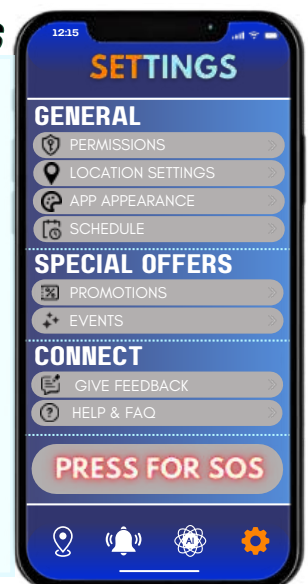 S
12:15
SETTINGS
GENERAL
PERMISSIONS
LOCATION SETTINGS
APP APPEARANCE
SCHEDULE
SPECIAL OFFERS
PROMOTIONS
EVENTS
CONNECT
GIVE FEEDBACK
HELP & FAQ
PRESS FOR SOS
AI